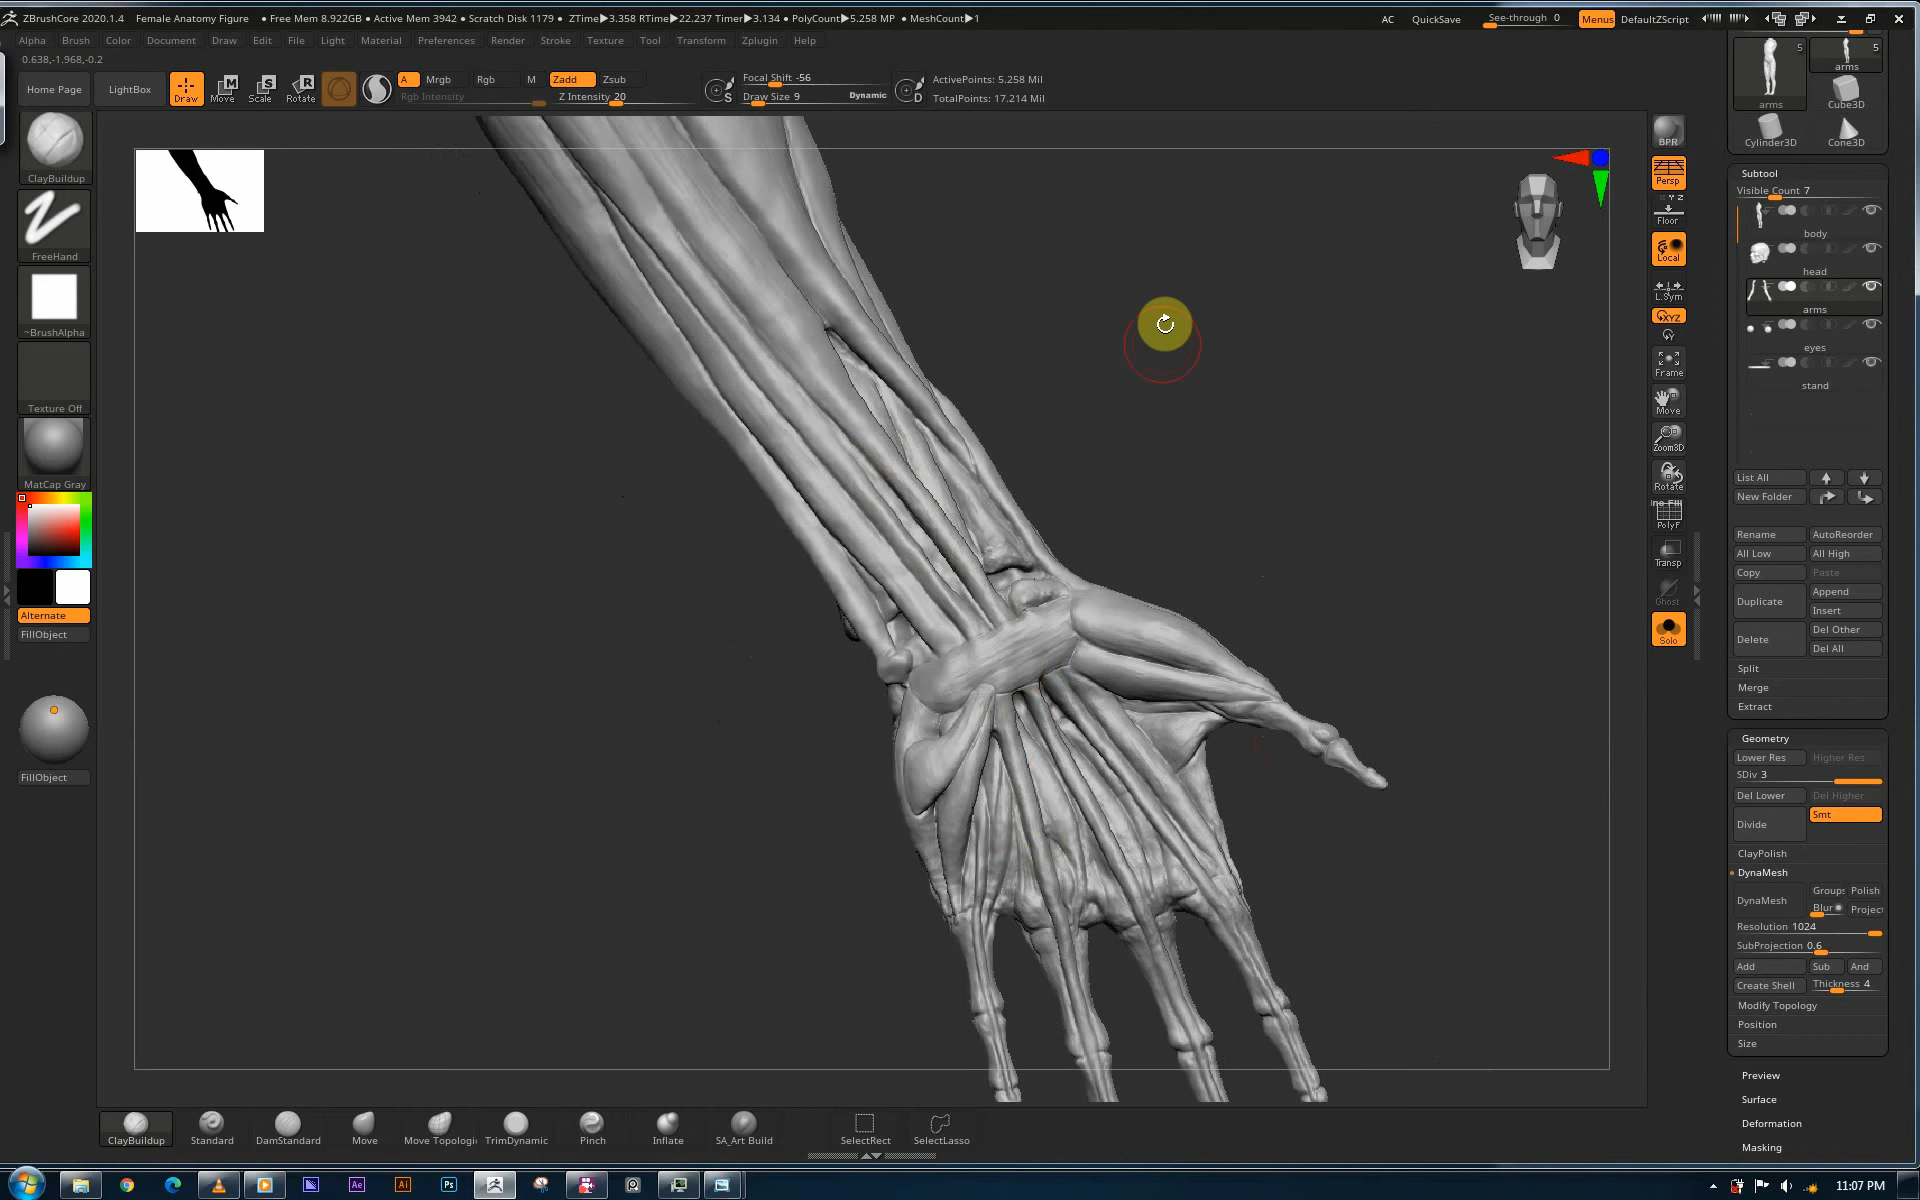 ZBrushCore 2020.1.4 Female Anatomy Figure • Free Mem 8.922GB • Active Mem 3942 • Scratch Disk 1179 • ZTime▶3.358 RTime▶22.237 Timer▶3.134 • PolyCount▶5.258 MP • MeshCount▶1 AC QuickSave See-through 0 Menus DefaultZScript
Alpha Brush Color Document Draw Edit File Light Material Preferences Render Stroke Texture Tool Transform Zplugin Help
0.638,-1.968,-0.2
Home Page LightBox Draw Move Scale Rotate
A Mrgb Rgb M Zadd Zsub
Rgb Intensity Z Intensity 20
Focal Shift -56
Draw Size 9 Dynamic
ActivePoints: 5.258 Mil
TotalPoints: 17.214 Mil
ClayBuildup
FreeHand
~BrushAlpha
Texture Off
MatCap Gray
Alternate
FillObject
FillObject
BPR
Persp
Floor
Local
L.Sym
XYZ
Frame
Move
Zoom3D
Rotate
PolyF
Transp
Ghost
Solo
5 5
arms
arms
Cube3D
Cylinder3D Cone3D
Subtool
Visible Count 7
body
head
arms
eyes
stand
List All
New Folder
Rename AutoReorder
All Low All High
Copy Paste
Duplicate Append
Insert
Delete Del Other
Del All
Split
Merge
Extract
Geometry
Lower Res Higher Res
SDiv 3
Del Lower Del Higher
Divide Smt
ClayPolish
DynaMesh
DynaMesh Groups Polish
Blur Project
Resolution 1024
SubProjection 0.6
Add Sub And
Create Shell Thickness 4
Modify Topology
Position
Size
Preview
Surface
Deformation
Masking
ClayBuildup Standard DamStandard Move Move Topologi TrimDynamic Pinch Inflate SA_Art Build SelectRect SelectLasso
Ae Ai Ps
11:07 PM